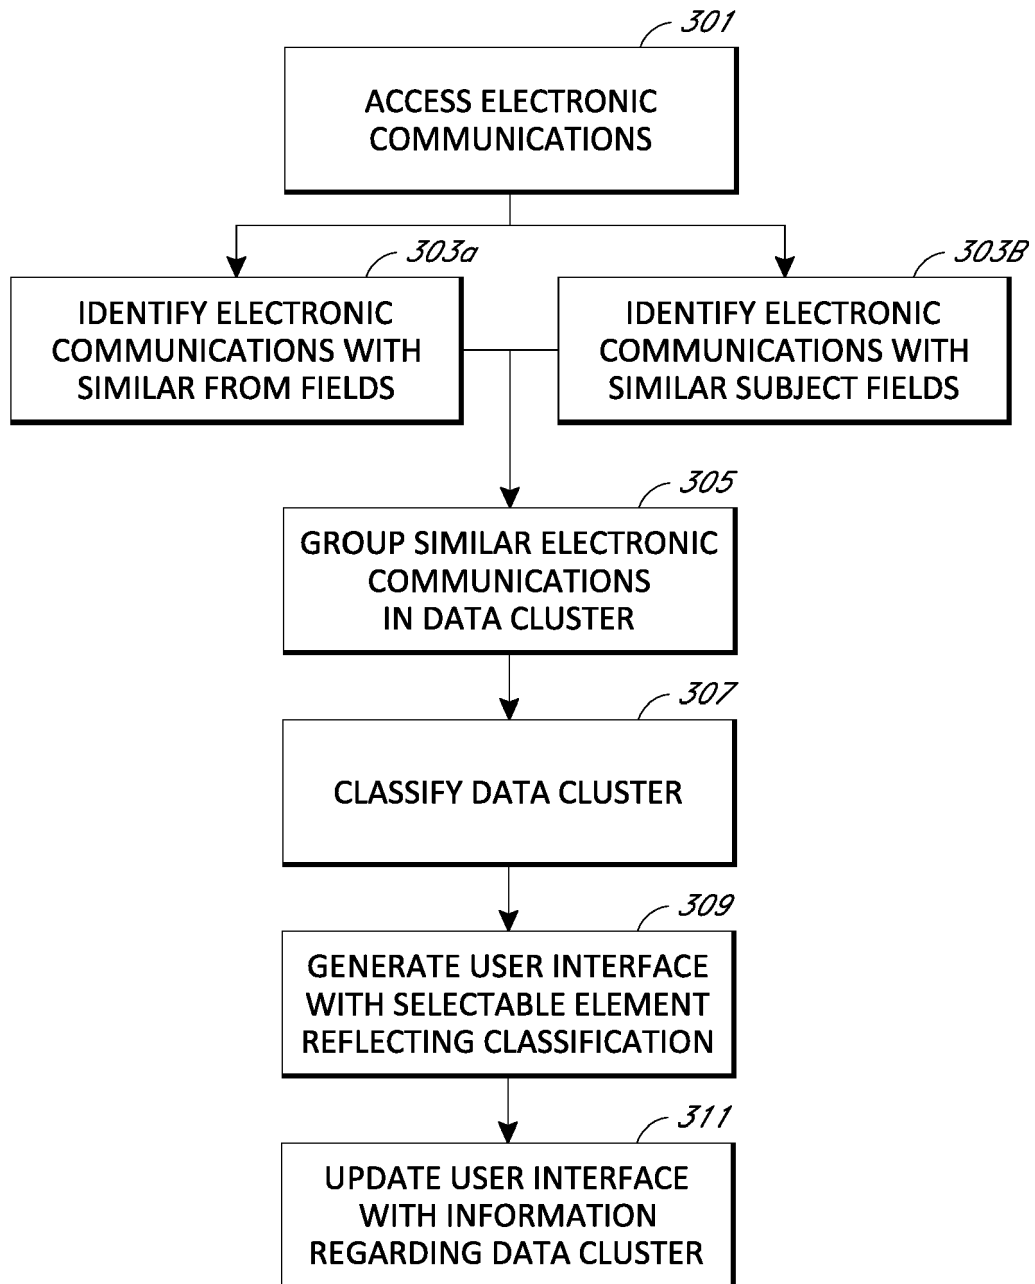 301
ACCESS ELECTRONIC
COMMUNICATIONS
303a
IDENTIFY ELECTRONIC
COMMUNICATIONS WITH
SIMILAR FROM FIELDS
303B
IDENTIFY ELECTRONIC
COMMUNICATIONS WITH
SIMILAR SUBJECT FIELDS
305
GROUP SIMILAR ELECTRONIC
COMMUNICATIONS
IN DATA CLUSTER
307
CLASSIFY DATA CLUSTER
309
GENERATE USER INTERFACE
WITH SELECTABLE ELEMENT
REFLECTING CLASSIFICATION
311
UPDATE USER INTERFACE
WITH INFORMATION
REGARDING DATA CLUSTER